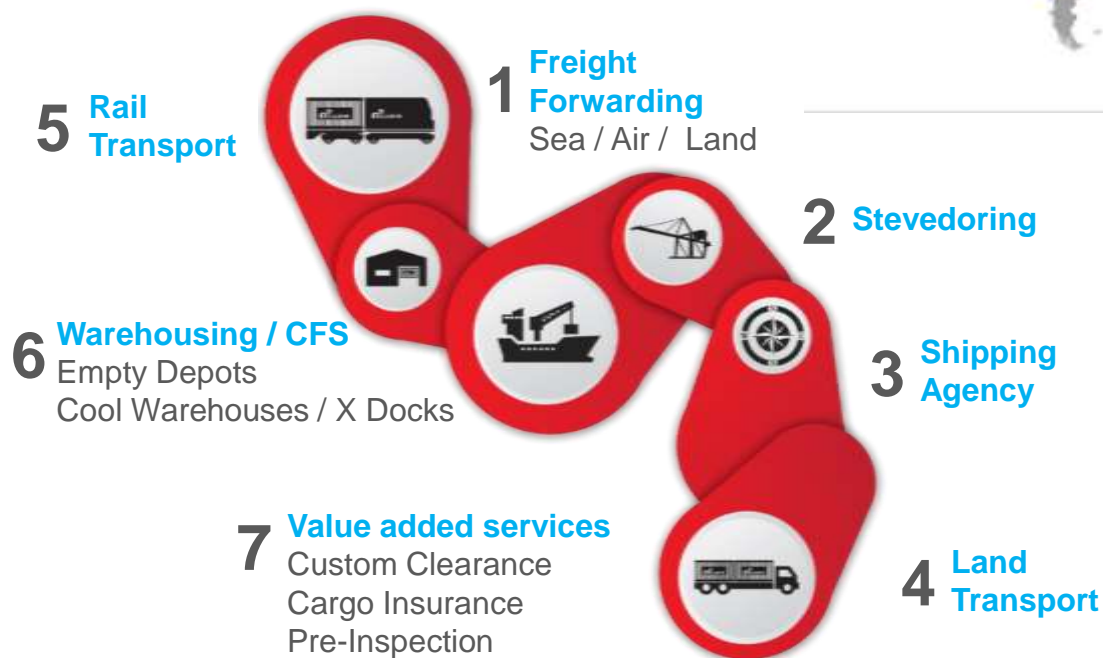 1
Freight
Forwarding
Sea / Air / Land
2
Stevedoring
3
Shipping
Agency
4
Land
Transport
5
Rail
Transport
6
Warehousing / CFS
Empty Depots
Cool Warehouses / X Docks
7
Value added services
Custom Clearance
Cargo Insurance
Pre-Inspection